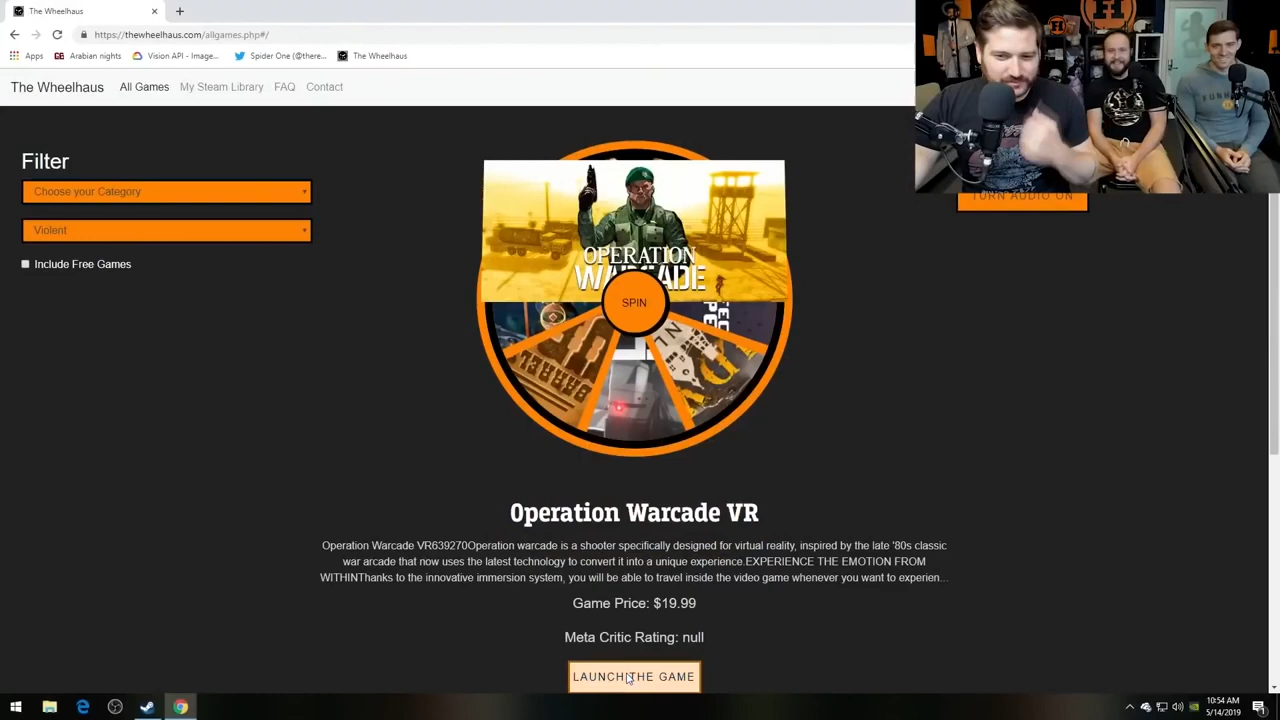 The Wheelhaus
https://thewheelhaus.com/allgames.php#/
Apps
Arabian nights
Vision API - Image...
Spider One (@there...
The Wheelhaus
The Wheelhaus
All Games
My Steam Library
FAQ
Contact
Filter
Choose your Category
Violent
Include Free Games
TURN AUDIO ON
OPERATION
SPIN
Operation Warcade VR
Operation Warcade VR639270Operation warcade is a shooter specifically designed for virtual reality, inspired by the late '80s classic
war arcade that now uses the latest technology to convert it into a unique experience.EXPERIENCE THE EMOTION FROM
WITHINThanks to the innovative immersion system, you will be able to travel inside the video game whenever you want to experien...
Game Price: $19.99
Meta Critic Rating: null
LAUNCH THE GAME
10:54 AM
5/14/2019